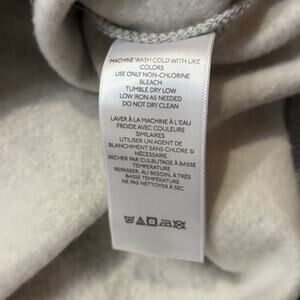 MACHINE WASH COLD WITH LIKE
COLORS
USE ONLY NON-CHLORINE
BLEACH
TUMBLE DRY LOW
LOW IRON AS NEEDED
DO NOT DRY CLEAN
LAVER À LA MACHINE À L'EAU
FROIDE AVEC COULEURS
SIMILAIRES
UTILISER UN AGENT DE
BLANCHIMENT SANS CHLORE SI
NÉCESSAIRE
SECHER PAR CULBUTAGE À BASSE
TEMPÉRATURE
REPASSER, AU BESOIN, À TRÈS
BASSE TEMPÉRATURE
NE PAS NETTOYER À SEC